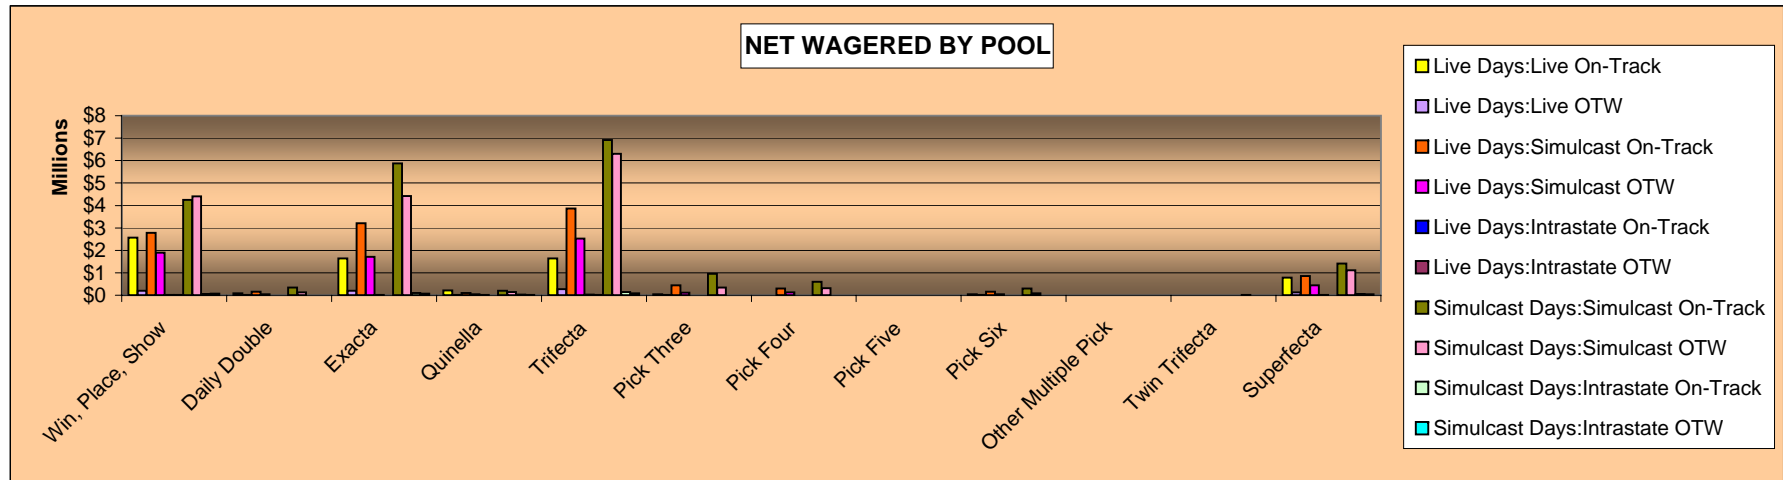 NET WAGERED BY POOL
Millions
$8
$7
$6
$5
$4
$3
$2
$1
$0
Win, Place, Show
Daily Double
Exacta
Quinella
Trifecta
Pick Three
Pick Four
Pick Five
Pick Six
Other Multiple Pick
Twin Trifecta
Superfecta
Live Days:Live On-Track
Live Days:Live OTW
Live Days:Simulcast On-Track
Live Days:Simulcast OTW
Live Days:Intrastate On-Track
Live Days:Intrastate OTW
Simulcast Days:Simulcast On-Track
Simulcast Days:Simulcast OTW
Simulcast Days:Intrastate On-Track
Simulcast Days:Intrastate OTW